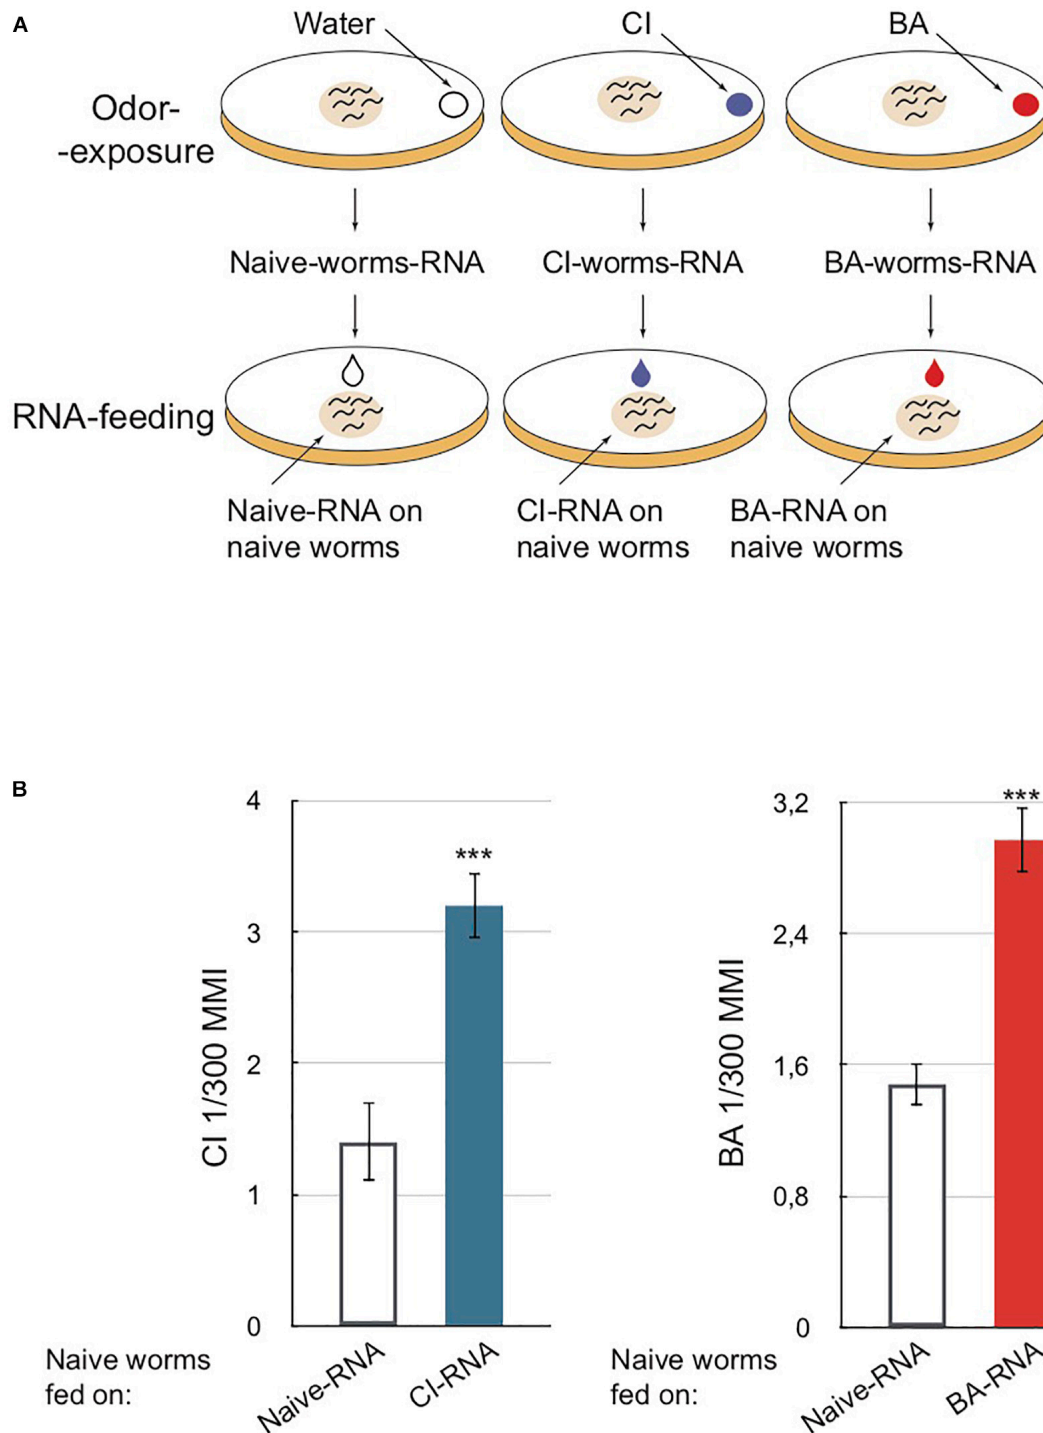 A
Water
CI
BA
Odor-
-exposure
Naive-worms-RNA
CI-worms-RNA
BA-worms-RNA
RNA-feeding
Naive-RNA on
naive worms
CI-RNA on
naive worms
BA-RNA on
naive worms
B
CI 1/300 MMI
4
3
2
1
0
***
Naive worms
fed on:
Naive-RNA
CI-RNA
BA 1/300 MMI
3,2
2,4
1,6
0,8
0
***
Naive worms
fed on:
Naive-RNA
BA-RNA